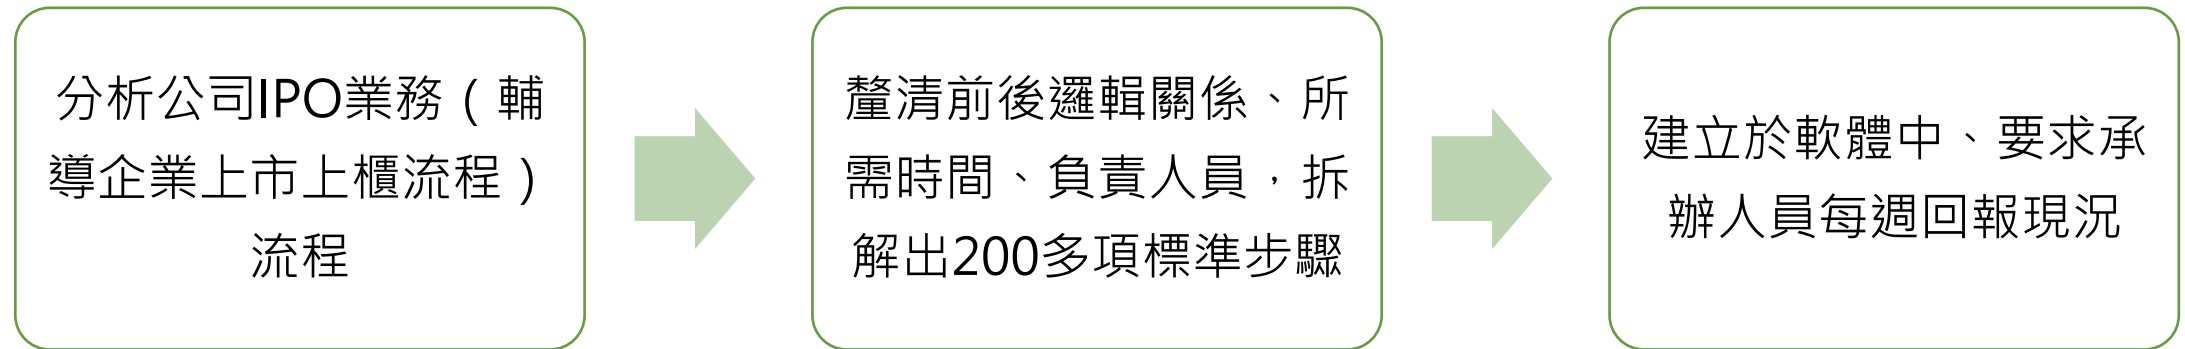 分析公司IPO業務（輔
導企業上市上櫃流程）
流程
釐清前後邏輯關係、所
需時間、負責人員，拆
解出200多項標準步驟
建立於軟體中、要求承
辦人員每週回報現況